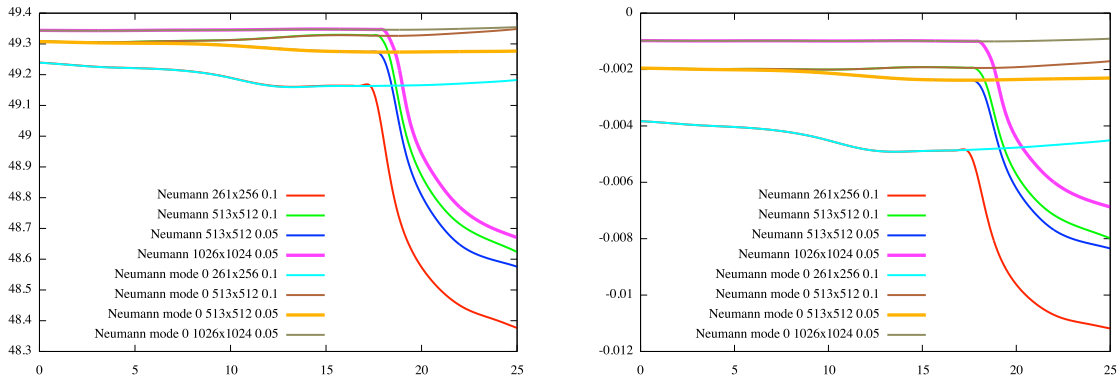 49.4
49.3
49.2
49.1
49
48.9
48.8
48.7
48.6
48.5
48.4
48.3
0
5
10
15
20
25
Neumann 261x256 0.1
Neumann 513x512 0.1
Neumann 513x512 0.05
Neumann 1026x1024 0.05
Neumann mode 0 261x256 0.1
Neumann mode 0 513x512 0.1
Neumann mode 0 513x512 0.05
Neumann mode 0 1026x1024 0.05
0
-0.002
-0.004
-0.006
-0.008
-0.01
-0.012
0
5
10
15
20
25
Neumann 261x256 0.1
Neumann 513x512 0.1
Neumann 513x512 0.05
Neumann 1026x1024 0.05
Neumann mode 0 261x256 0.1
Neumann mode 0 513x512 0.1
Neumann mode 0 513x512 0.05
Neumann mode 0 1026x1024 0.05